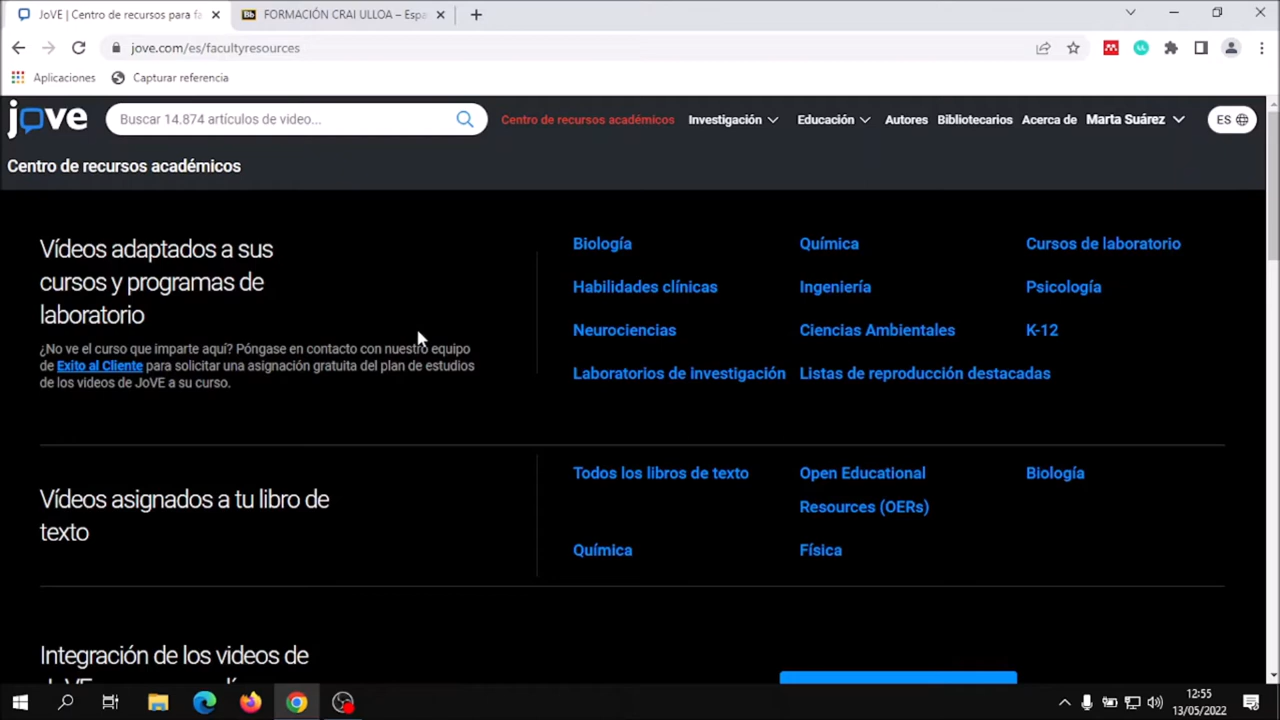 JoVE | Centro de recursos para fa
FORMACIÓN CRAI ULLOA – Espa
jove.com/es/facultyresources
Aplicaciones
Capturar referencia
jove
Buscar 14.874 artículos de video...
Centro de recursos académicos
Investigación
Educación
Autores
Bibliotecarios
Acerca de
Marta Suárez
ES
Centro de recursos académicos
Vídeos adaptados a sus
cursos y programas de
laboratorio
¿No ve el curso que imparte aquí? Póngase en contacto con nuestro equipo
de Exito al Cliente para solicitar una asignación gratuita del plan de estudios
de los videos de JoVE a su curso.
Biología
Química
Cursos de laboratorio
Habilidades clínicas
Ingeniería
Psicología
Neurociencias
Ciencias Ambientales
K-12
Laboratorios de investigación
Listas de reproducción destacadas
Vídeos asignados a tu libro de
texto
Todos los libros de texto
Open Educational
Resources (OERs)
Biología
Química
Física
Integración de los videos de
12:55
13/05/2022